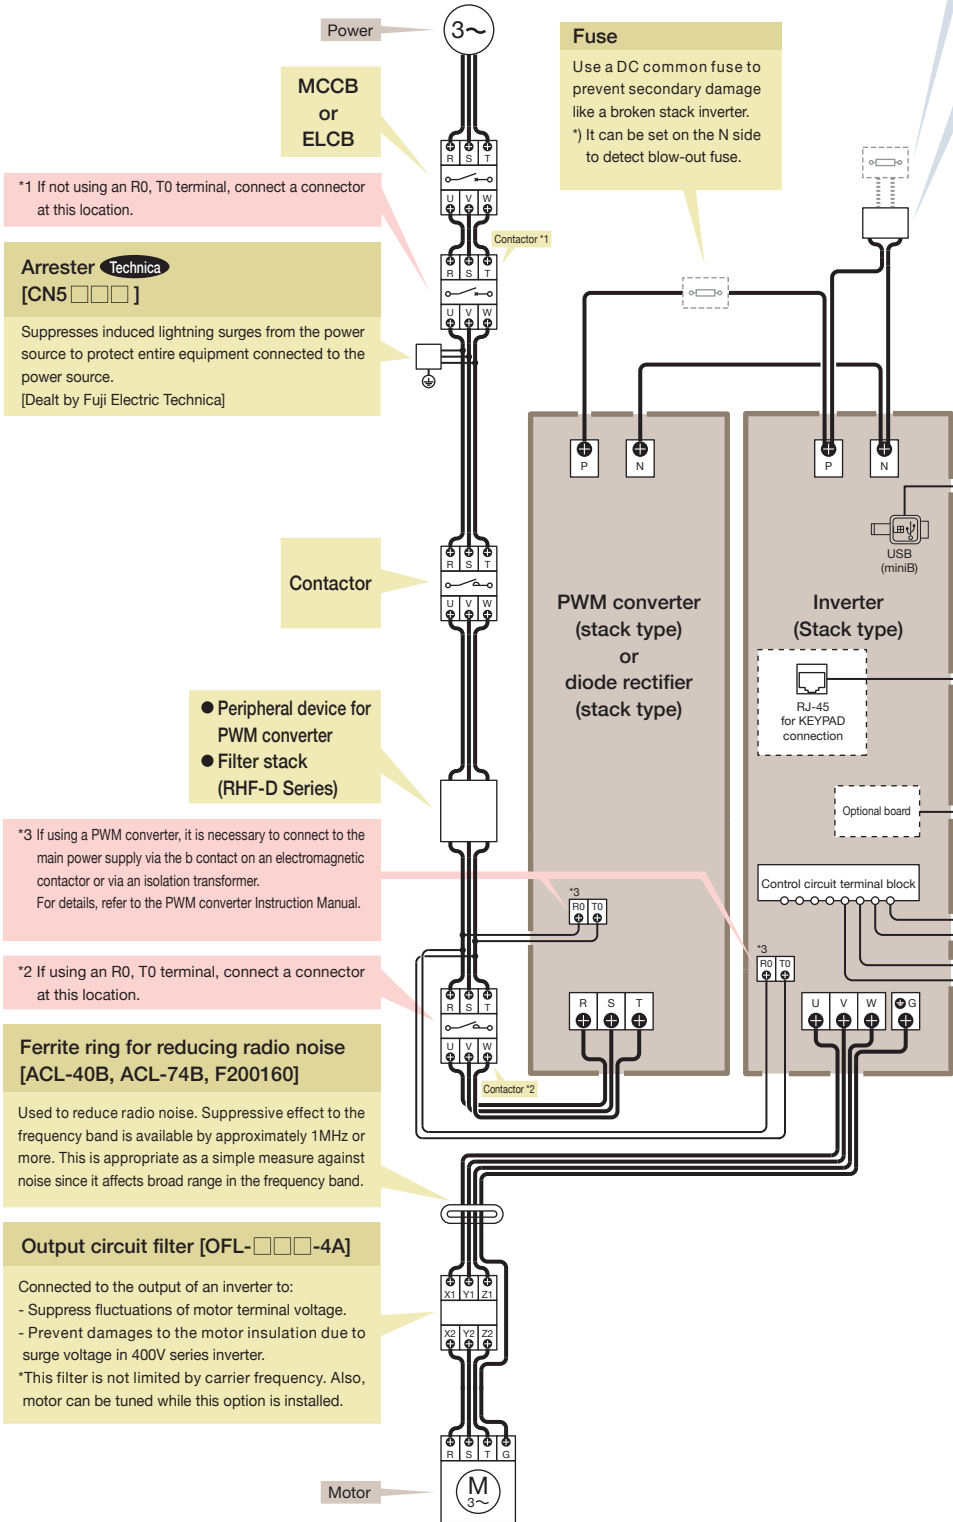 Power
3~
MCCB
or
ELCB
R S T
U V W
*1 If not using an R0, T0 terminal, connect a connector
at this location.
Contactor *1
R S T
U V W
Fuse
Use a DC common fuse to
prevent secondary damage
like a broken stack inverter.
*) It can be set on the N side
to detect blow-out fuse.
Arrester Technica
[CN5□□□]
Suppresses induced lightning surges from the power
source to protect entire equipment connected to the
power source.
[Dealt by Fuji Electric Technica]
P N
P N
USB
(miniB)
Contactor
R S T
U V W
PWM converter
(stack type)
or
diode rectifier
(stack type)
Inverter
(Stack type)
RJ-45
for KEYPAD
connection
Optional board
Control circuit terminal block
● Peripheral device for
PWM converter
● Filter stack
(RHF-D Series)
*3 If using a PWM converter, it is necessary to connect to the
main power supply via the b contact on an electromagnetic
contactor or via an isolation transformer.
For details, refer to the PWM converter Instruction Manual.
*3
R0 T0
*3
R0 T0
*2 If using an R0, T0 terminal, connect a connector
at this location.
R S T
U V W
Contactor *2
R S T
U V W G
Ferrite ring for reducing radio noise
[ACL-40B, ACL-74B, F200160]
Used to reduce radio noise. Suppressive effect to the
frequency band is available by approximately 1MHz or
more. This is appropriate as a simple measure against
noise since it affects broad range in the frequency band.
Output circuit filter [OFL-□□□-4A]
Connected to the output of an inverter to:
- Suppress fluctuations of motor terminal voltage.
- Prevent damages to the motor insulation due to
surge voltage in 400V series inverter.
*This filter is not limited by carrier frequency. Also,
motor can be tuned while this option is installed.
X1 Y1 Z1
X2 Y2 Z2
R S T G
Motor
M
3~